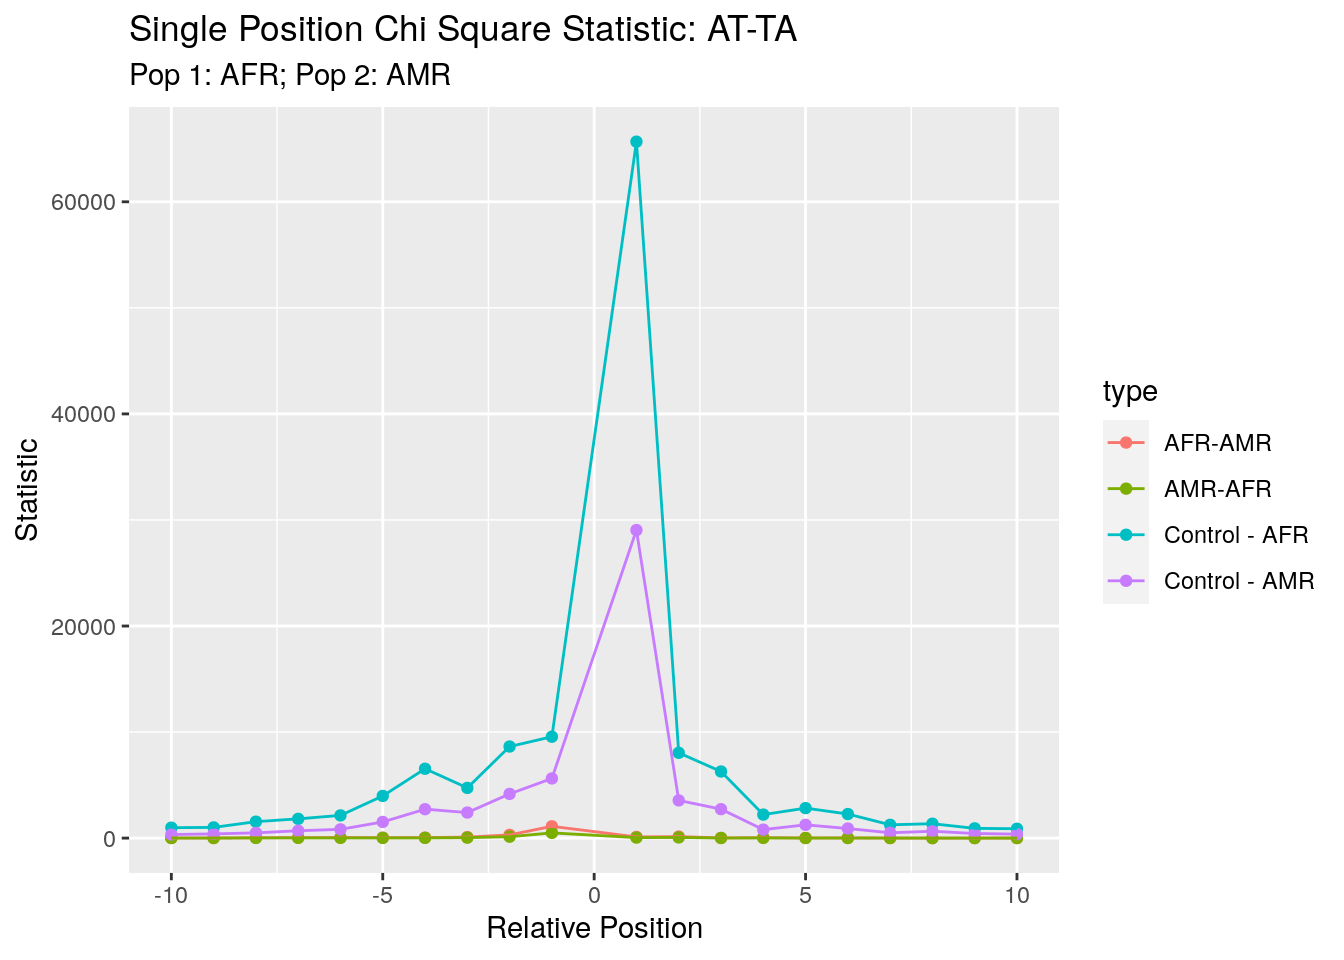 Single Position Chi Square Statistic: AT-TA
Pop 1: AFR; Pop 2: AMR
60000
40000
20000
0
Statistic
-10
-5
0
5
10
Relative Position
type
AFR-AMR
AMR-AFR
Control - AFR
Control - AMR